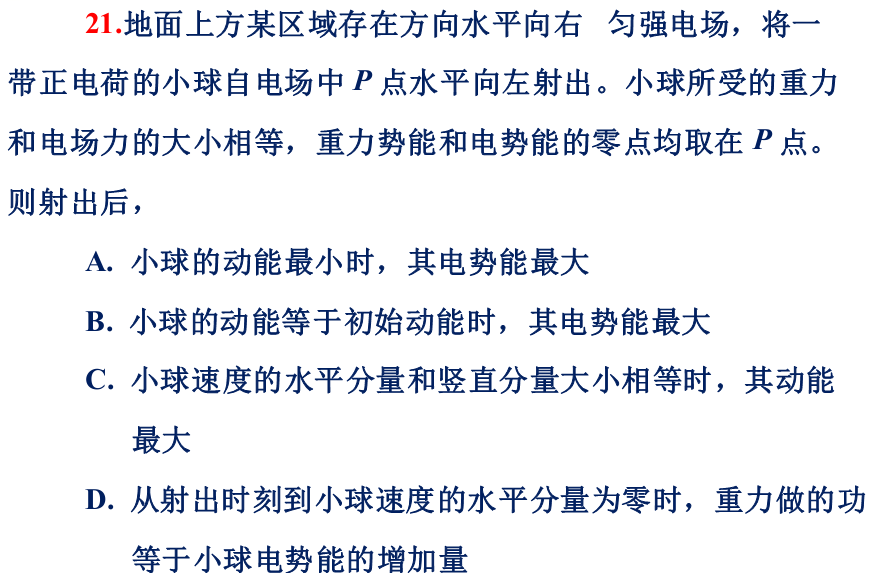 21.地面上方某区域存在方向水平向右 匀强电场，将一
带正电荷的小球自电场中 P 点水平向左射出。小球所受的重力
和电场力的大小相等，重力势能和电势能的零点均取在 P 点。
则射出后，
A. 小球的动能最小时，其电势能最大
B. 小球的动能等于初始动能时，其电势能最大
C. 小球速度的水平分量和竖直分量大小相等时，其动能
最大
D. 从射出时刻到小球速度的水平分量为零时，重力做的功
等于小球电势能的增加量